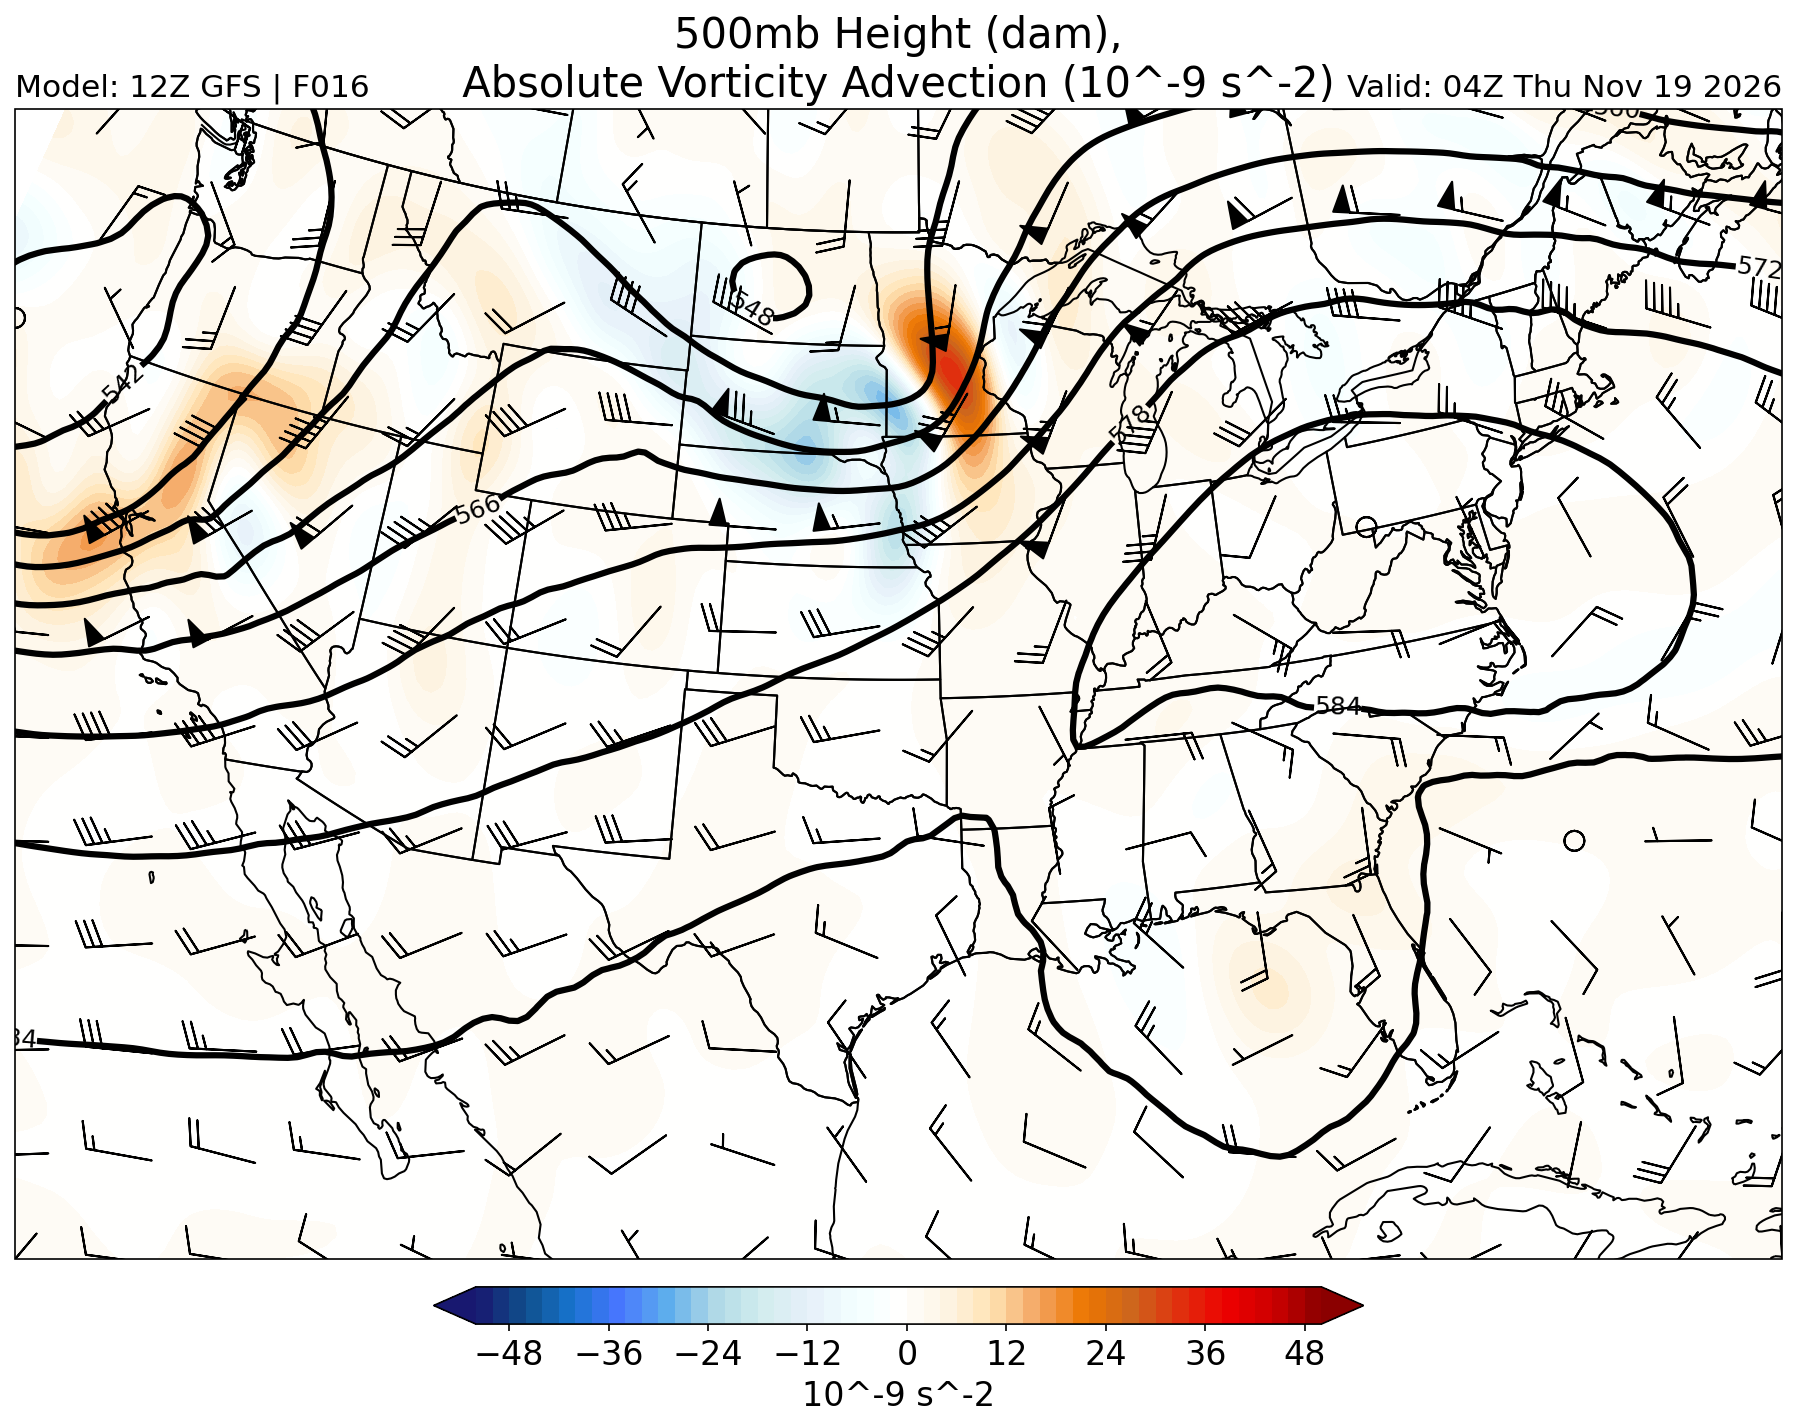 500mb Height (dam),
Model: 12Z GFS | F016
Absolute Vorticity Advection (10^-9 s^-2)
Valid: 04Z Thu Nov 19 2026
572
548
542
578
566
584
−48 −36 −24 −12 0 12 24 36 48
10^-9 s^-2